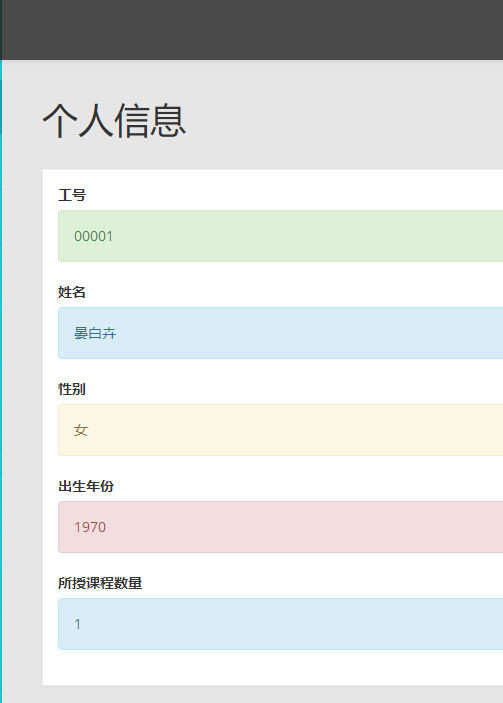 个人信息
工号
00001
姓名
晏白卉
性别
女
出生年份
1970
所授课程数量
1